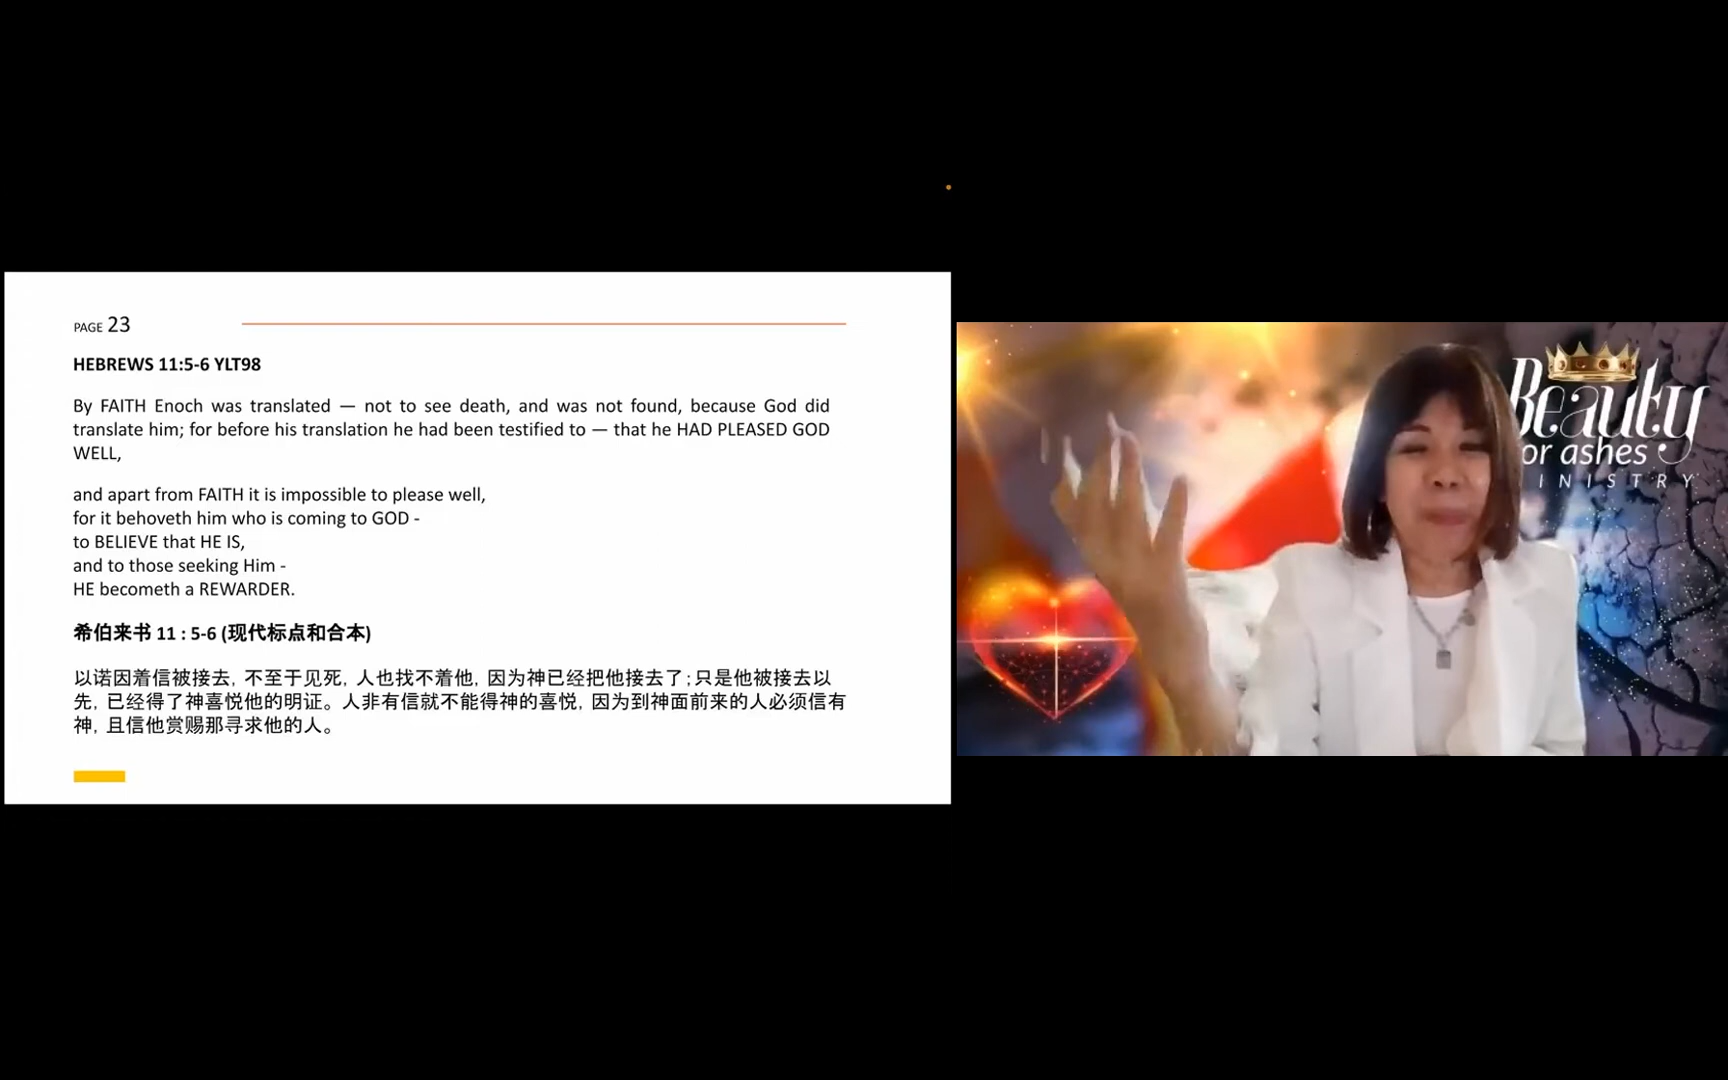 PAGE 23
HEBREWS 11:5-6 YLT98
By FAITH Enoch was translated — not to see death, and was not found, because God did
translate him; for before his translation he had been testified to — that he HAD PLEASED GOD
WELL,
and apart from FAITH it is impossible to please well,
for it behoveth him who is coming to GOD -
to BELIEVE that HE IS,
and to those seeking Him -
HE becometh a REWARDER.
希伯来书 11 : 5-6 (现代标点和合本)
以诺因着信被接去, 不至于见死, 人也找不着他, 因为神已经把他接去了;只是他被接去以
先, 已经得了神喜悦他的明证。人非有信就不能得神的喜悦, 因为到神面前来的人必须信有
神, 且信他赏赐那寻求他的人。
Beauty
or ashes
INISTRY